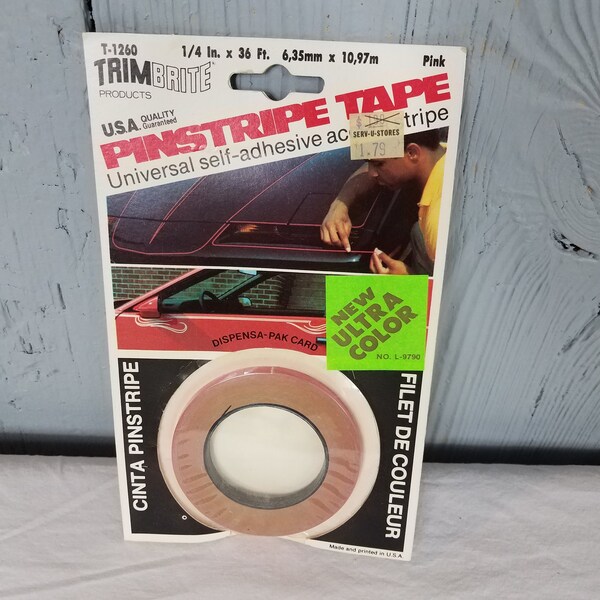 T-1260
1/4 In. x 36 Ft. 6,35mm x 10,97m
Pink
TRIMBRITE®
PRODUCTS
U.S.A. QUALITY
Guaranteed
PINSTRIPE TAPE
Universal self-adhesive ac stripe
SERV-U-STORES
1.79
NEW
ULTRA
COLOR
NO. L-9790
DISPENSA-PAK CARD
CINTA PINSTRIPE
FILET DE COULEUR
Made and printed in U.S.A.